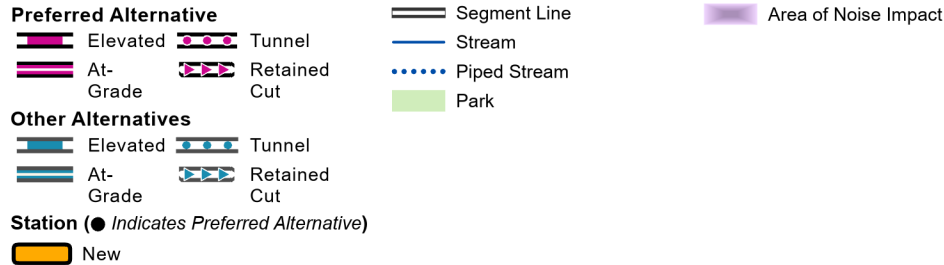 Preferred Alternative
Elevated
Tunnel
At-
Grade
Retained
Cut
Other Alternatives
Elevated
Tunnel
At-
Grade
Retained
Cut
Station (● Indicates Preferred Alternative)
New
Segment Line
Stream
Piped Stream
Park
Area of Noise Impact